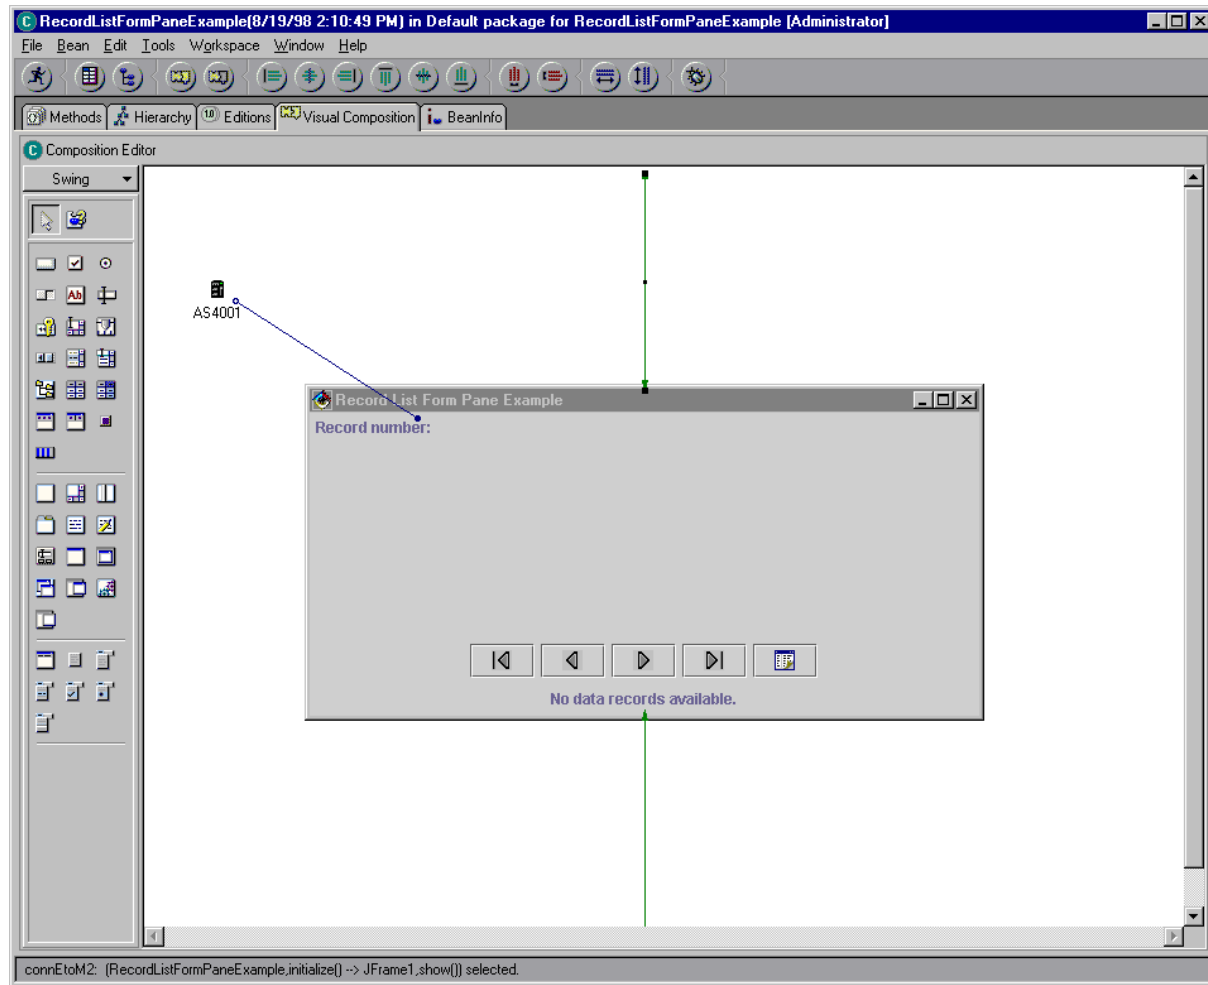 RecordListFormPaneExample(8/19/98 2:10:49 PM) in Default package for RecordListFormPaneExample [Administrator]
File Bean Edit Tools Workspace Window Help
Methods Hierarchy Editions Visual Composition BeanInfo
Composition Editor
Swing
AS4001
Record List Form Pane Example
Record number:
No data records available.
connEtoM2: (RecordListFormPaneExample,initialize() --> JFrame1,show()) selected.